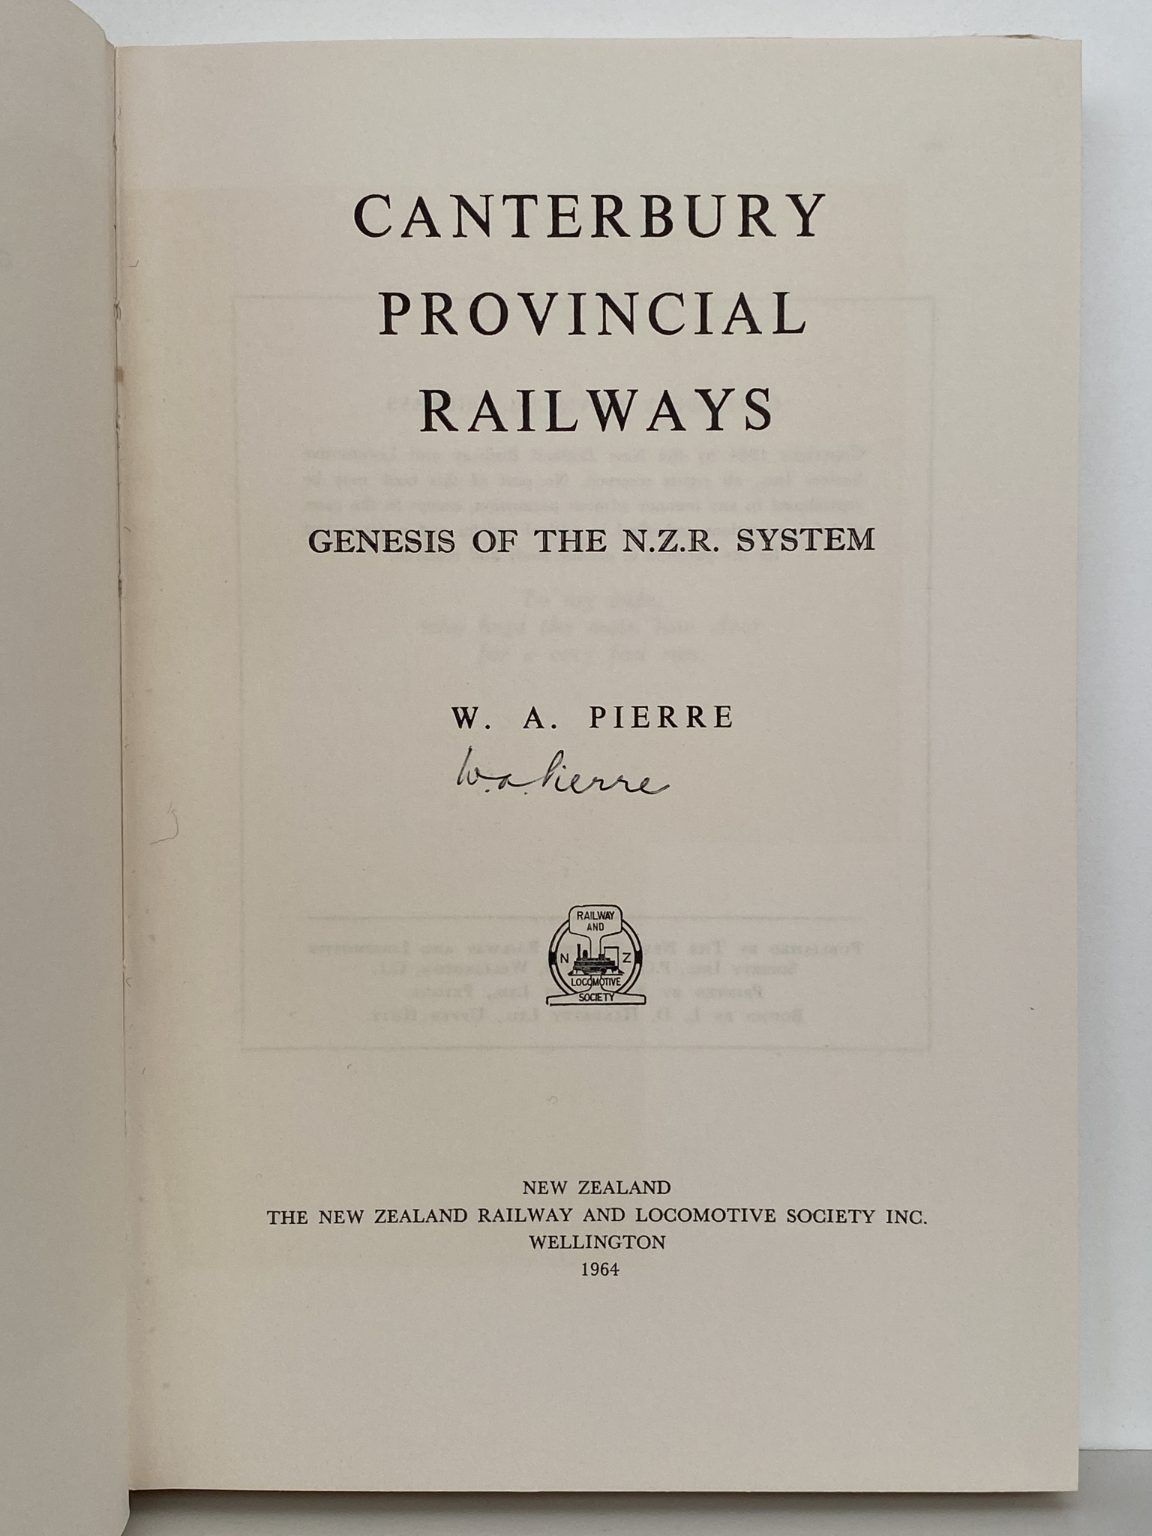 CANTERBURY
PROVINCIAL
RAILWAYS
GENESIS OF THE N.Z.R. SYSTEM
W. A. PIERRE
W. a. Pierre
RAILWAY
AND
N Z
LOCOMOTIVE
SOCIETY
NEW ZEALAND
THE NEW ZEALAND RAILWAY AND LOCOMOTIVE SOCIETY INC.
WELLINGTON
1964